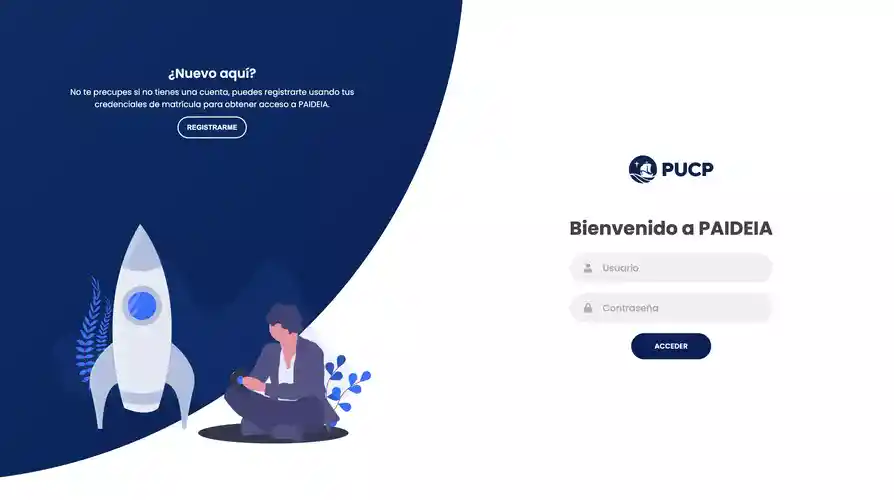 ¿Nuevo aquí?
No te precupes si no tienes una cuenta, puedes registrarte usando tus
credenciales de matrícula para obtener acceso a PAIDEIA.
REGISTRARME
PUCP
Bienvenido a PAIDEIA
Usuario
Contraseña
ACCEDER